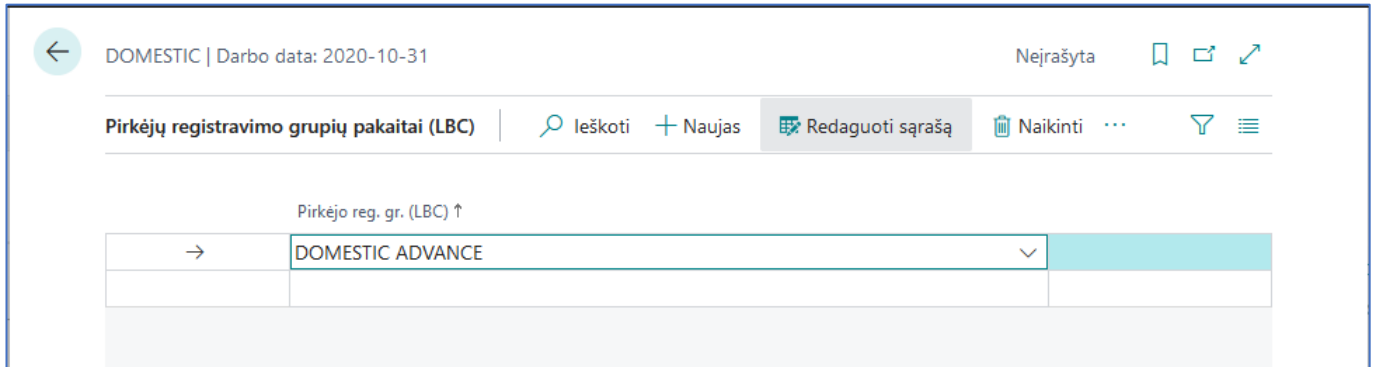 DOMESTIC | Darbo data: 2020-10-31 Neįrašyta
Pirkėjų registravimo grupių pakaitai (LBC) Ieškoti + Naujas Redaguoti sąrašą Naikinti ...
Pirkėjo reg. gr. (LBC) ↑
→ DOMESTIC ADVANCE